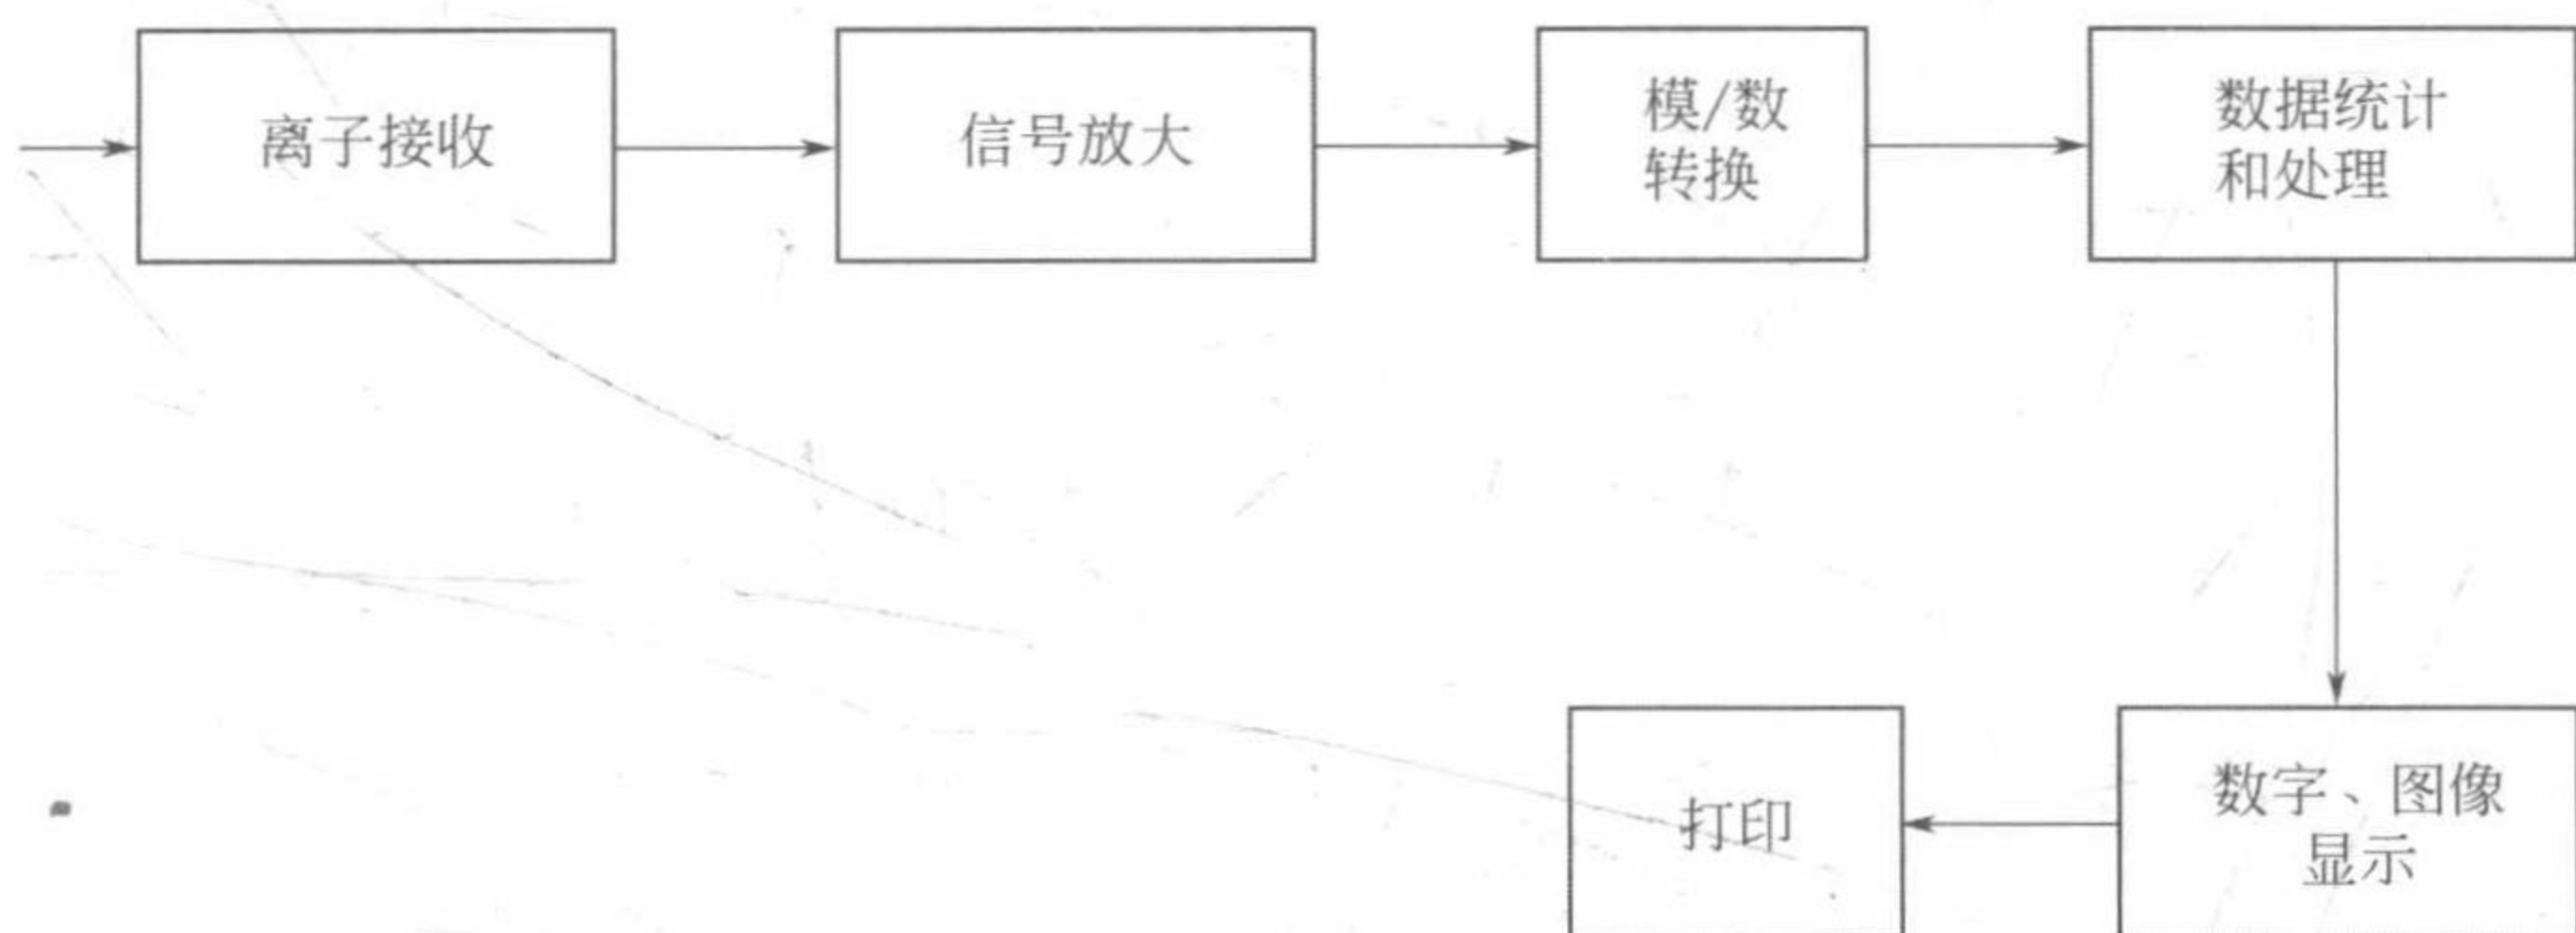 离子接收
信号放大
模/数
转换
数据统计
和处理
打印
数字、图像
显示